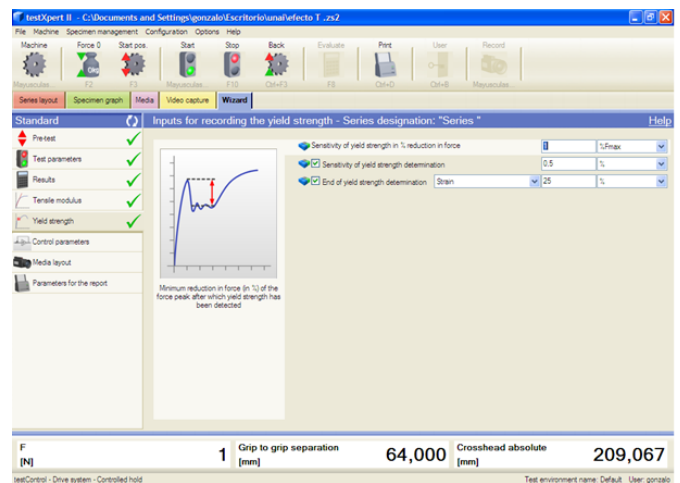 testXpert II - C:\Documents and Settings\gonzalo\Escritorio\unai\efecto T .zs2
File Machine Specimen management Configuration Options Help
Machine Force 0 Start pos. Start Stop Back Evaluate Print User Record
Mayusculas... F2 F3 Mayusculas... F10 Ctrl+F3 F8 Ctrl+D Ctrl+B Mayusculas...
Series layout Specimen graph Media Video capture Wizard
Standard
Inputs for recording the yield strength - Series designation: "Series "
Help
Pre-test
Test parameters
Results
Tensile modulus
Yield strength
Control parameters
Media layout
Parameters for the report
Minimum reduction in force (in %) of the
force peak after which yield strength has
been detected
Sensitivity of yield strength in % reduction in force %Fmax
Sensitivity of yield strength determination 0,5 %
End of yield strength determination Strain 25 %
F
[N]
1
Grip to grip separation
[mm]
64,000
Crosshead absolute
[mm]
209,067
testControl - Drive system - Controlled hold
Test environment name: Default User: gonzalo